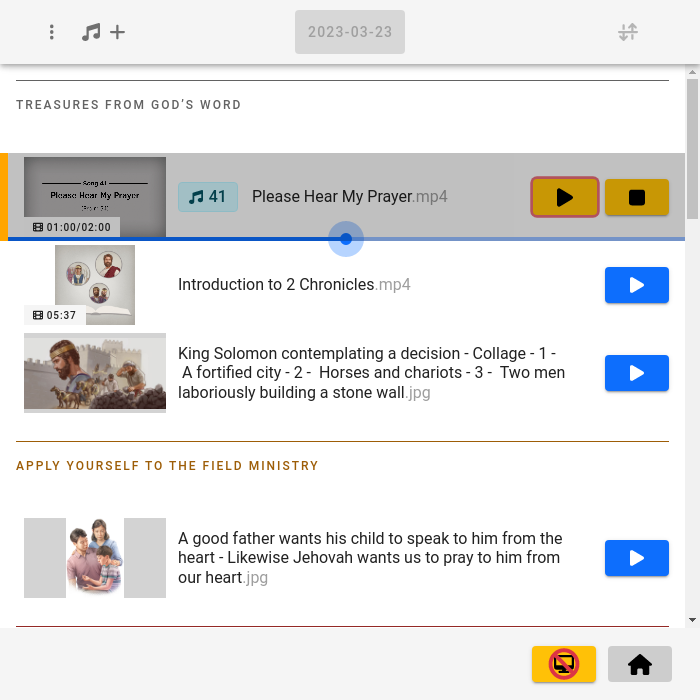 2023-03-23
TREASURES FROM GOD'S WORD
Song 41
Please Hear My Prayer
01:00/02:00
41
Please Hear My Prayer.mp4
05:37
Introduction to 2 Chronicles.mp4
King Solomon contemplating a decision - Collage - 1 -
A fortified city - 2 - Horses and chariots - 3 - Two men
laboriously building a stone wall.jpg
APPLY YOURSELF TO THE FIELD MINISTRY
A good father wants his child to speak to him from the
heart - Likewise Jehovah wants us to pray to him from
our heart.jpg